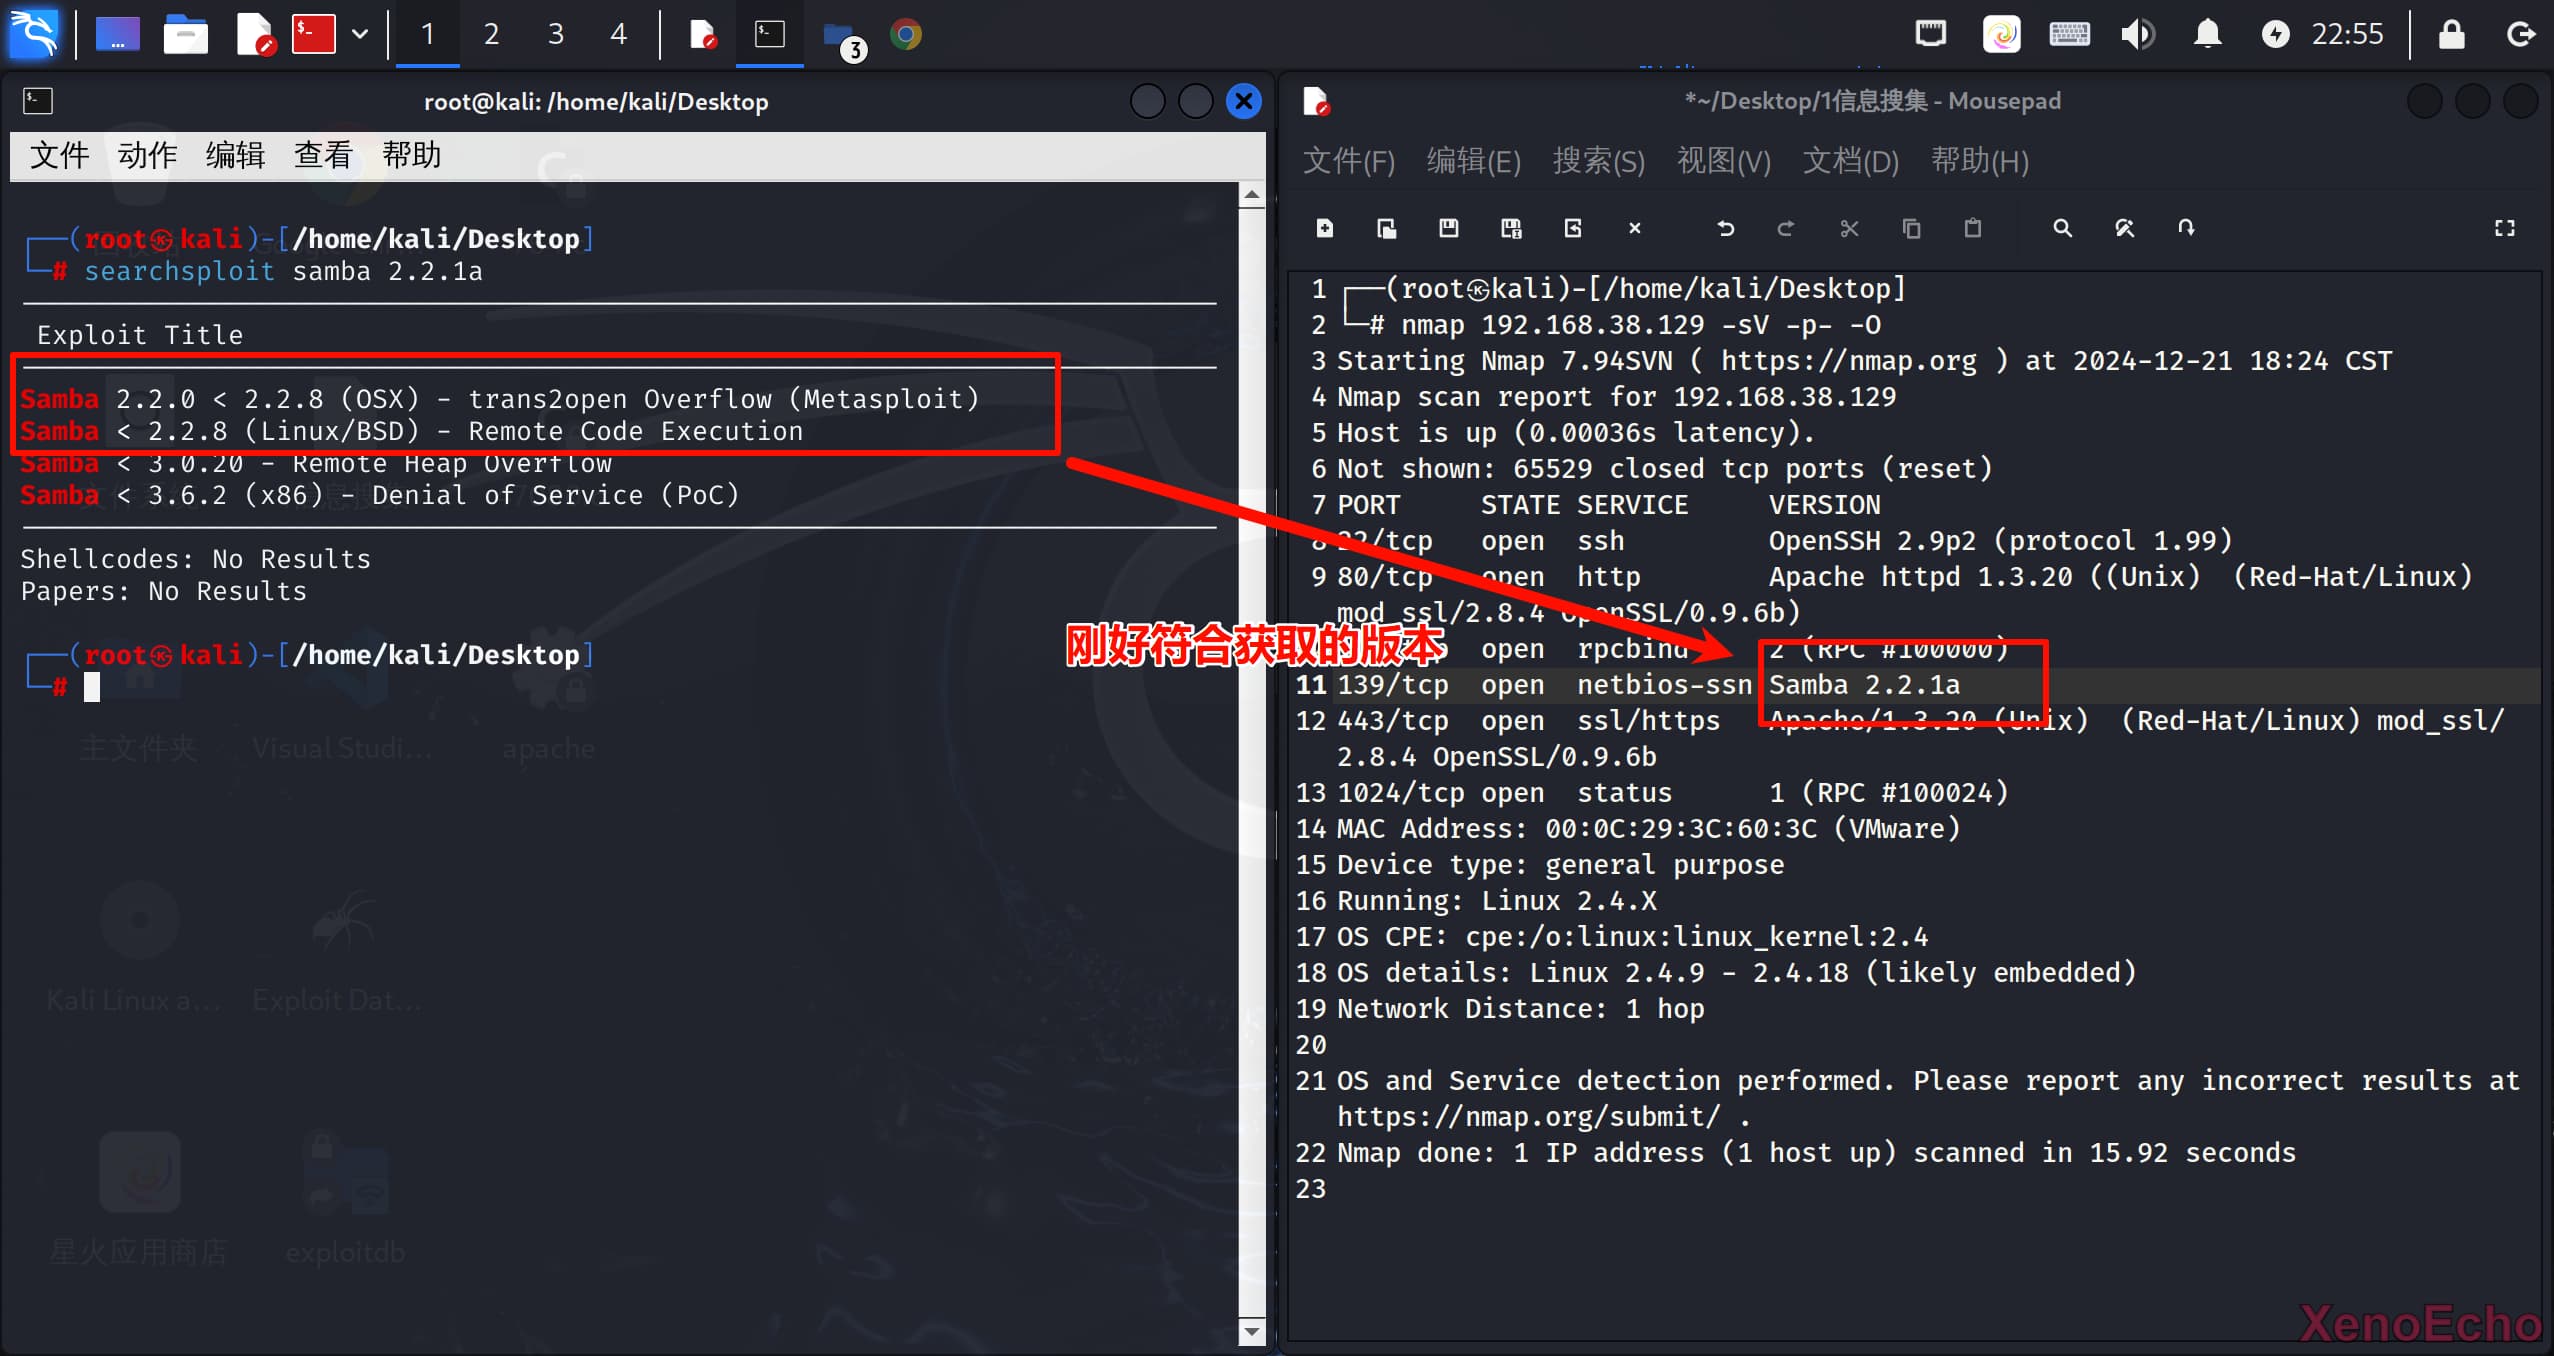 1 2 3 4 3 22:55
root@kali: /home/kali/Desktop
文件 动作 编辑 查看 帮助
┌──(root㉿kali)-[/home/kali/Desktop]
└─# searchsploit samba 2.2.1a
Exploit Title
Samba 2.2.0 < 2.2.8 (OSX) - trans2open Overflow (Metasploit)
Samba < 2.2.8 (Linux/BSD) - Remote Code Execution
Samba < 3.0.20 - Remote Heap Overflow
Samba < 3.6.2 (x86) - Denial of Service (PoC)
Shellcodes: No Results
Papers: No Results
┌──(root㉿kali)-[/home/kali/Desktop]
└─#
主文件夹 Visual Studi... apache
Kali Linux a... Exploit Dat...
星火应用商店 exploitdb
刚好符合获取的版本
*~/Desktop/1信息搜集 - Mousepad
文件(F) 编辑(E) 搜索(S) 视图(V) 文档(D) 帮助(H)
1 ┌──(root㉿kali)-[/home/kali/Desktop]
2 └─# nmap 192.168.38.129 -sV -p- -O
3 Starting Nmap 7.94SVN ( https://nmap.org ) at 2024-12-21 18:24 CST
4 Nmap scan report for 192.168.38.129
5 Host is up (0.00036s latency).
6 Not shown: 65529 closed tcp ports (reset)
7 PORT STATE SERVICE VERSION
8 22/tcp open ssh OpenSSH 2.9p2 (protocol 1.99)
9 80/tcp open http Apache httpd 1.3.20 ((Unix) (Red-Hat/Linux)
mod_ssl/2.8.4 OpenSSL/0.9.6b)
open rpcbind 2 (RPC #100000)
11 139/tcp open netbios-ssn Samba 2.2.1a
12 443/tcp open ssl/https Apache/1.3.20 (Unix) (Red-Hat/Linux) mod_ssl/
2.8.4 OpenSSL/0.9.6b
13 1024/tcp open status 1 (RPC #100024)
14 MAC Address: 00:0C:29:3C:60:3C (VMware)
15 Device type: general purpose
16 Running: Linux 2.4.X
17 OS CPE: cpe:/o:linux:linux_kernel:2.4
18 OS details: Linux 2.4.9 - 2.4.18 (likely embedded)
19 Network Distance: 1 hop
20
21 OS and Service detection performed. Please report any incorrect results at
https://nmap.org/submit/ .
22 Nmap done: 1 IP address (1 host up) scanned in 15.92 seconds
23
XenoEcho